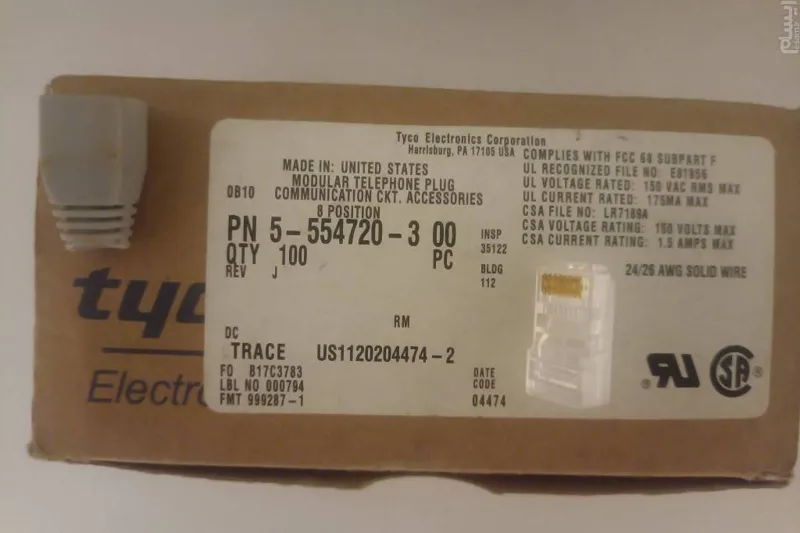 ایسام
Tyco Electronics Corporation
Harrisburg, PA 17105 USA
MADE IN: UNITED STATES
MODULAR TELEPHONE PLUG
OB10 COMMUNICATION CKT. ACCESSORIES
8 POSITION
PN 5-554720-3 00
QTY 100 PC
REV J
INSP
35122
BLDG
112
COMPLIES WITH FCC 68 SUBPART F
UL RECOGNIZED FILE NO: E81956
UL VOLTAGE RATED: 150 VAC RMS MAX
UL CURRENT RATED: 175MA MAX
CSA FILE NO: LR7189A
CSA VOLTAGE RATING: 150 VOLTS MAX
CSA CURRENT RATING: 1.5 AMPS MAX
24/26 AWG SOLID WIRE
RM
DC
TRACE US1120204474-2
FO B17C3783
LBL NO 000794
FMT 999287-1
DATE
CODE
04474
tyc
Electro